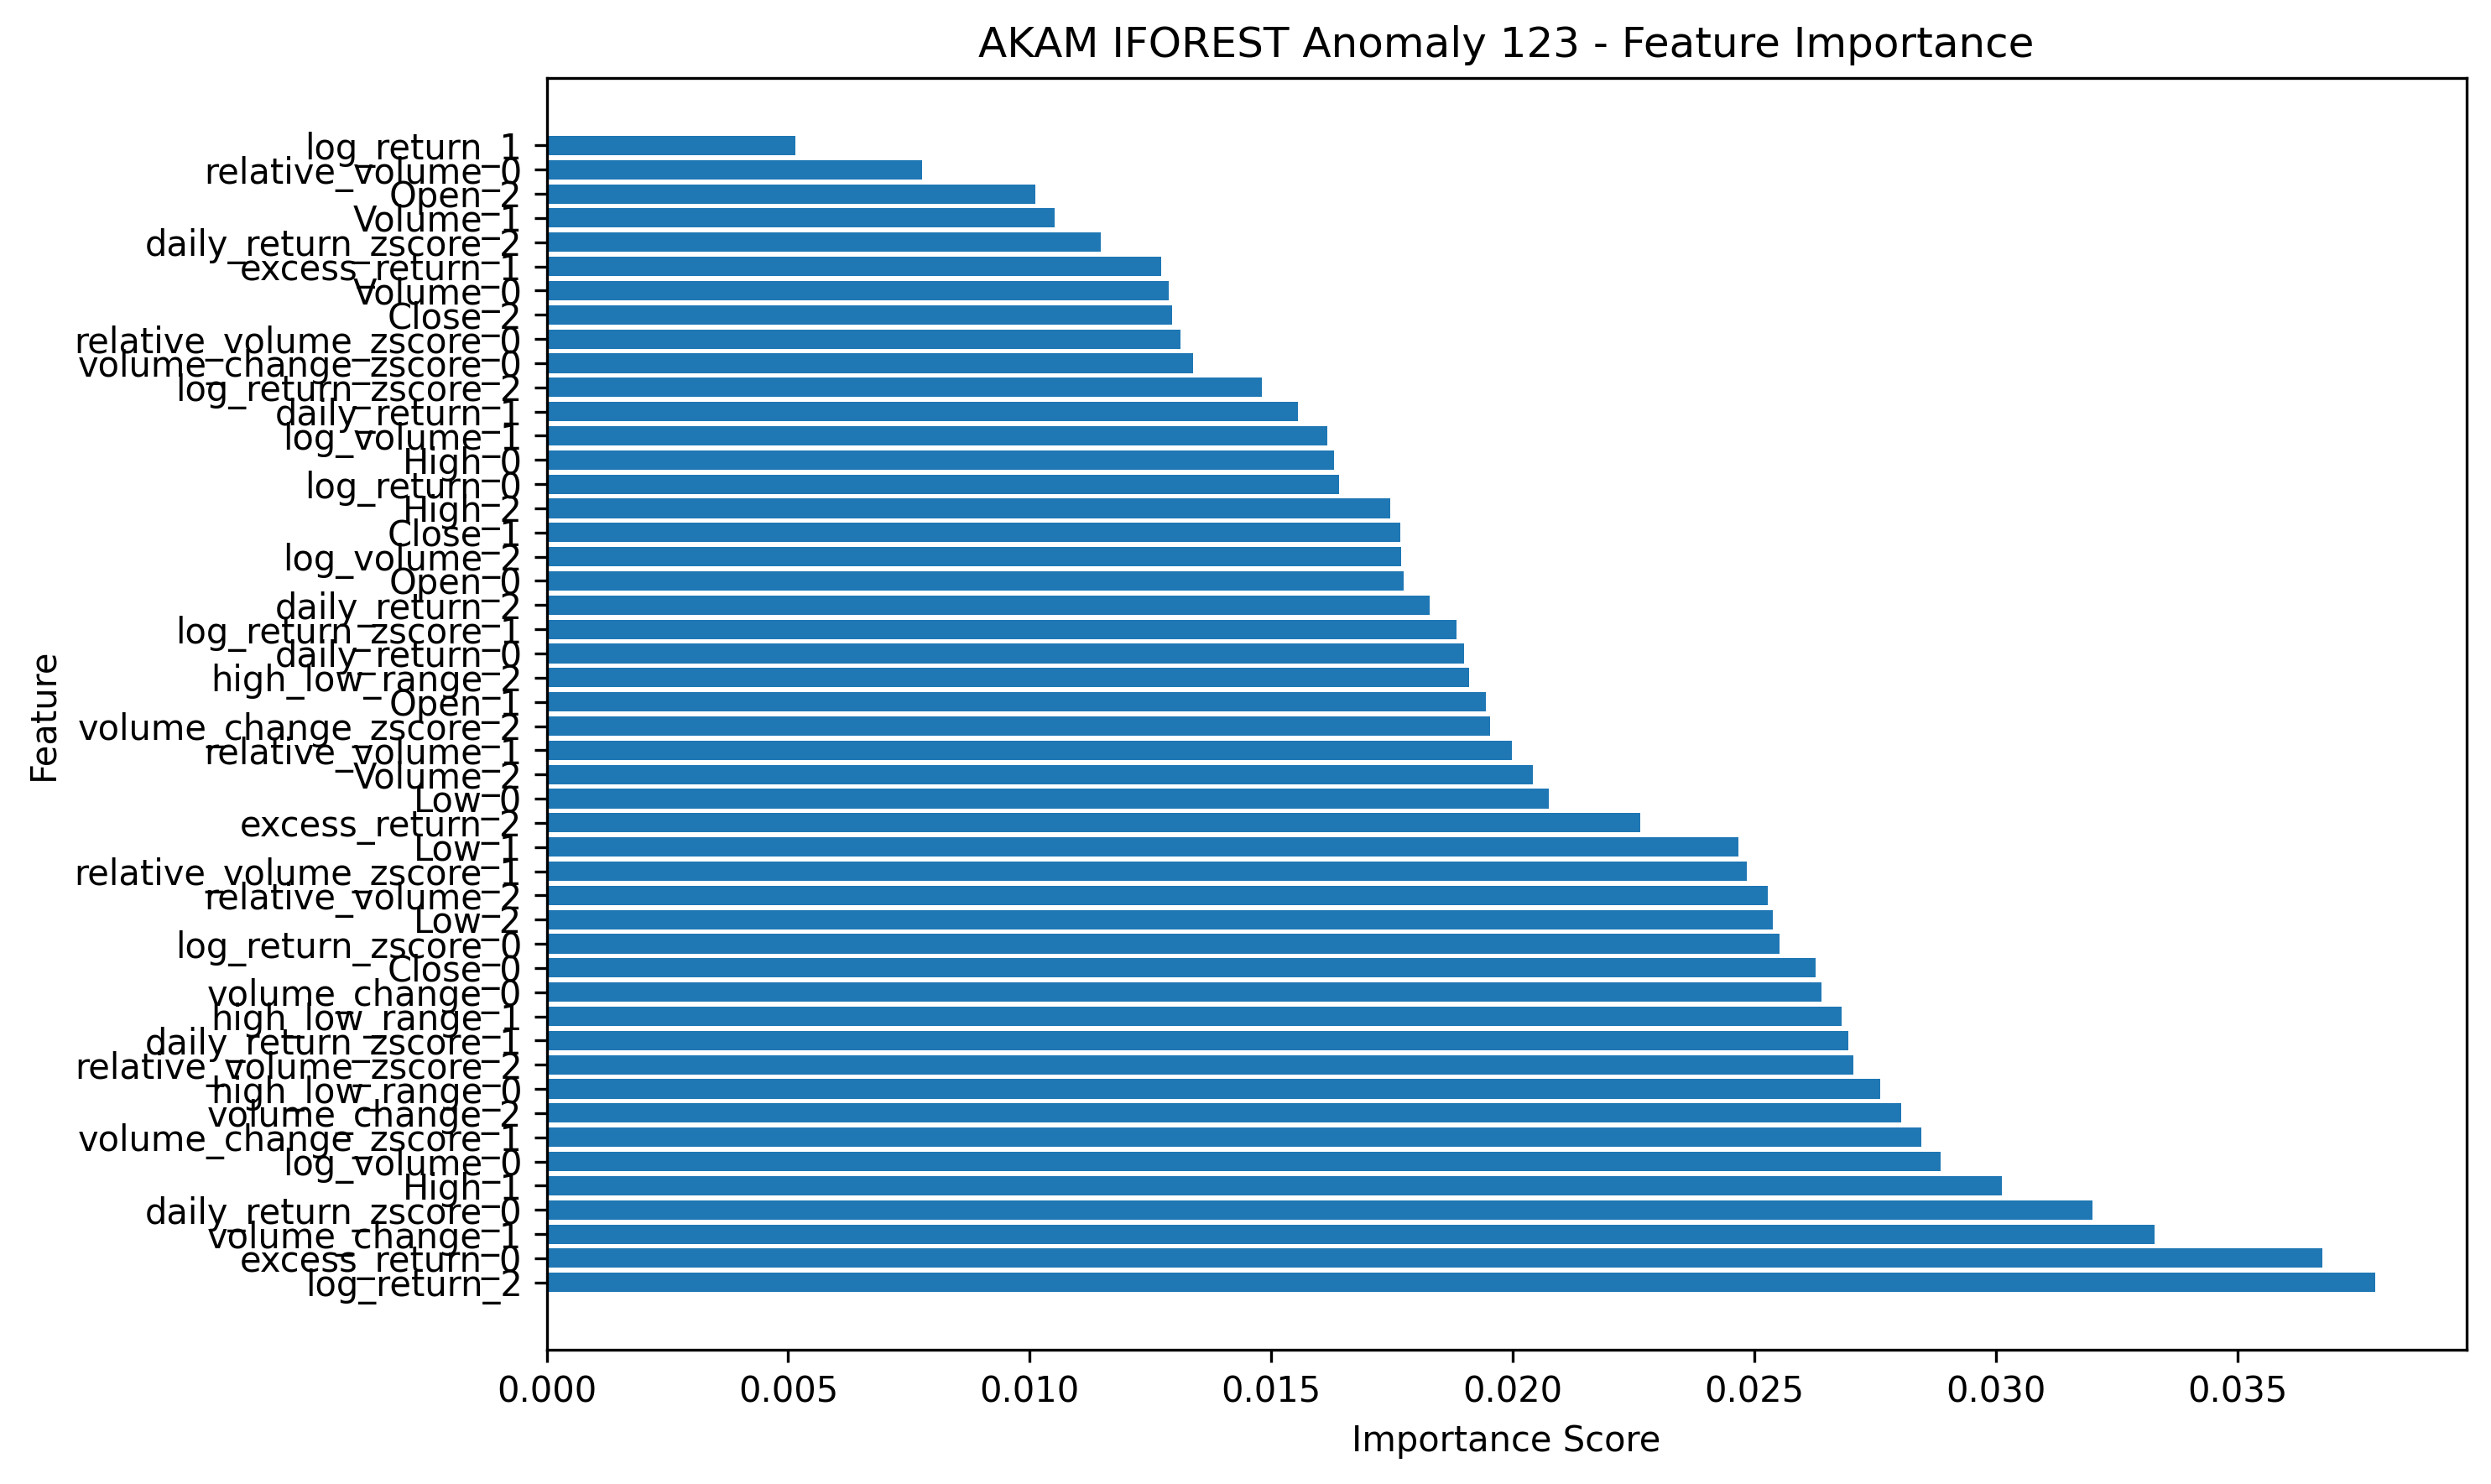 AKAM IFOREST Anomaly 123 - Feature Importance
log_return_1
relative_volume_0
Open_2
Volume_1
daily_return_zscore_2
excess_return_1
Volume_0
Close_2
relative_volume_zscore_0
volume_change_zscore_0
log_return_zscore_2
daily_return_1
log_volume_1
High_0
log_return_0
High_2
Close_1
log_volume_2
Open_0
daily_return_2
log_return_zscore_1
daily_return_0
high_low_range_2
Open_1
volume_change_zscore_2
relative_volume_1
Volume_2
Low_0
excess_return_2
Low_1
relative_volume_zscore_1
relative_volume_2
Low_2
log_return_zscore_0
Close_0
volume_change_0
high_low_range_1
daily_return_zscore_1
relative_volume_zscore_2
high_low_range_0
volume_change_2
volume_change_zscore_1
log_volume_0
High_1
daily_return_zscore_0
volume_change_1
excess_return_0
log_return_2
Feature
0.000 0.005 0.010 0.015 0.020 0.025 0.030 0.035
Importance Score